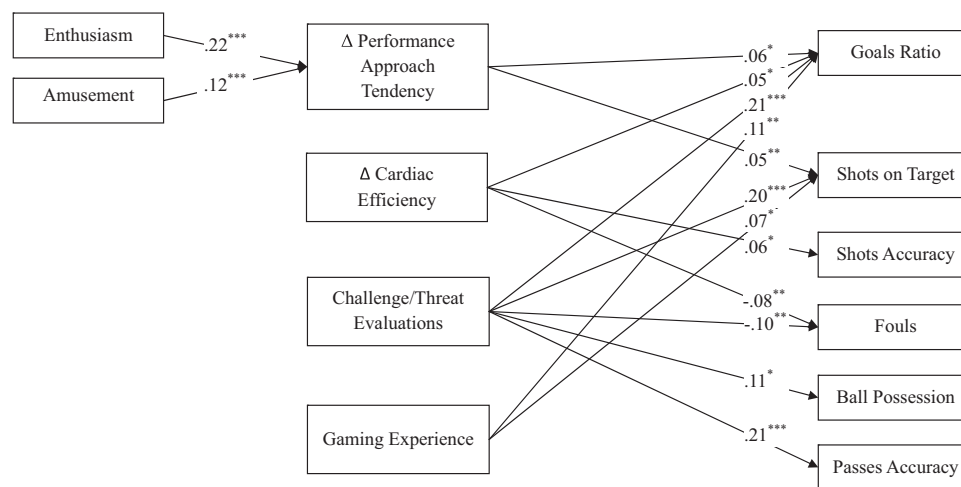 Enthusiasm
Amusement
.22***
.12***
Δ Performance
Approach
Tendency
Δ Cardiac
Efficiency
Challenge/Threat
Evaluations
Gaming Experience
.06*
.05*
.21***
.11**
.05**
.20***
.07*
.06*
-.08**
-.10**
.11*
.21***
Goals Ratio
Shots on Target
Shots Accuracy
Fouls
Ball Possession
Passes Accuracy